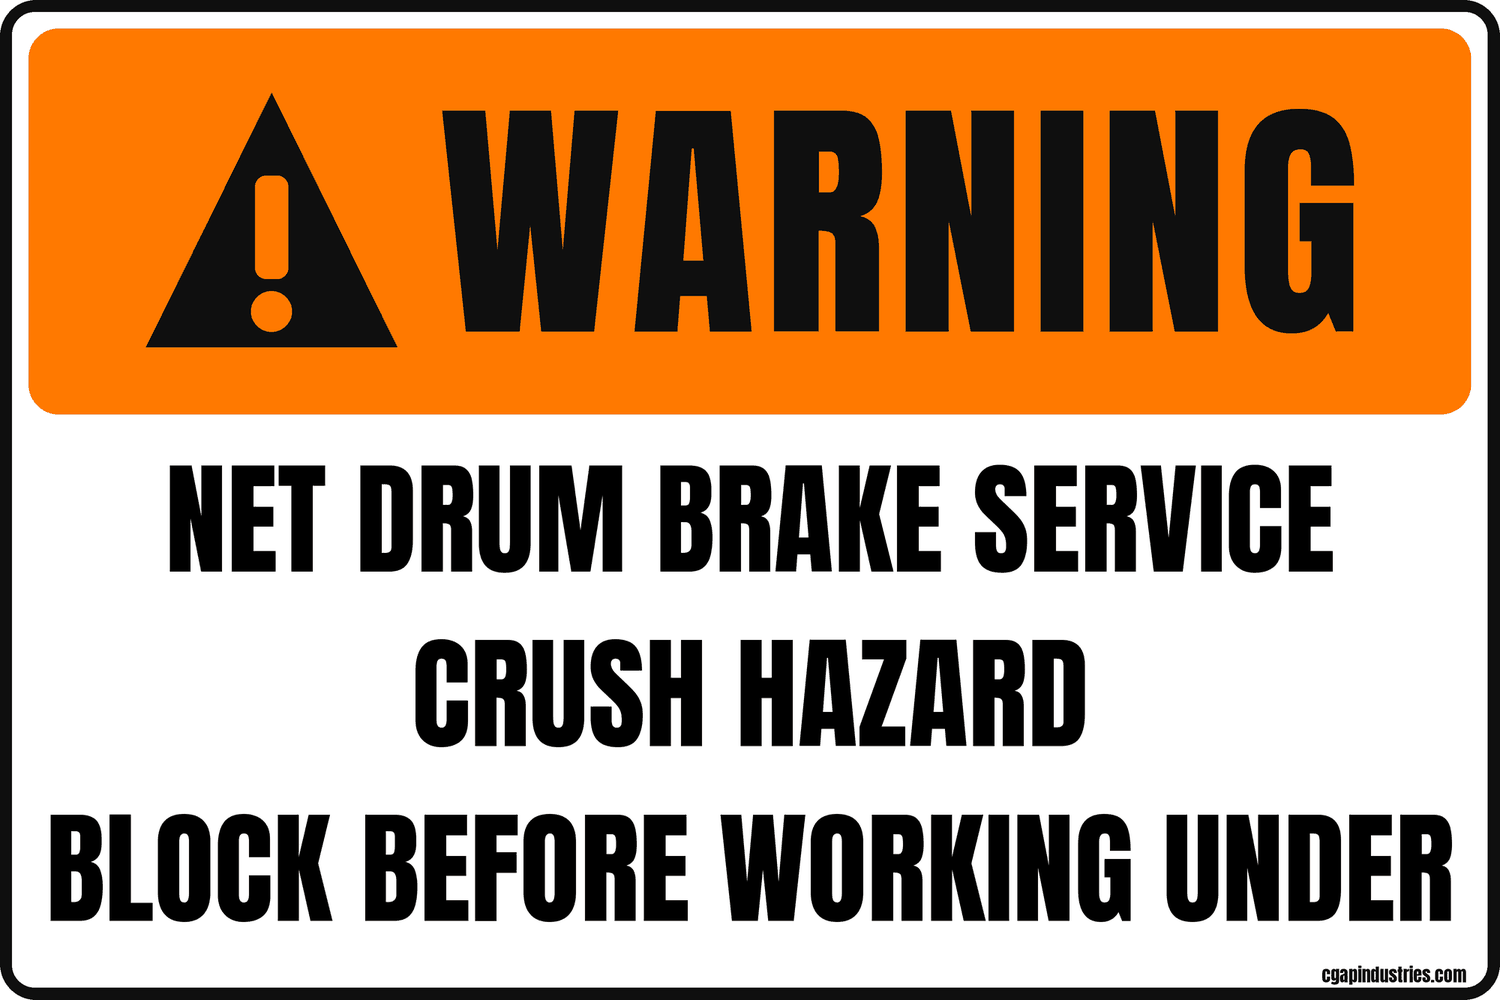 WARNING
NET DRUM BRAKE SERVICE
CRUSH HAZARD
BLOCK BEFORE WORKING UNDER
cgapindustries.com